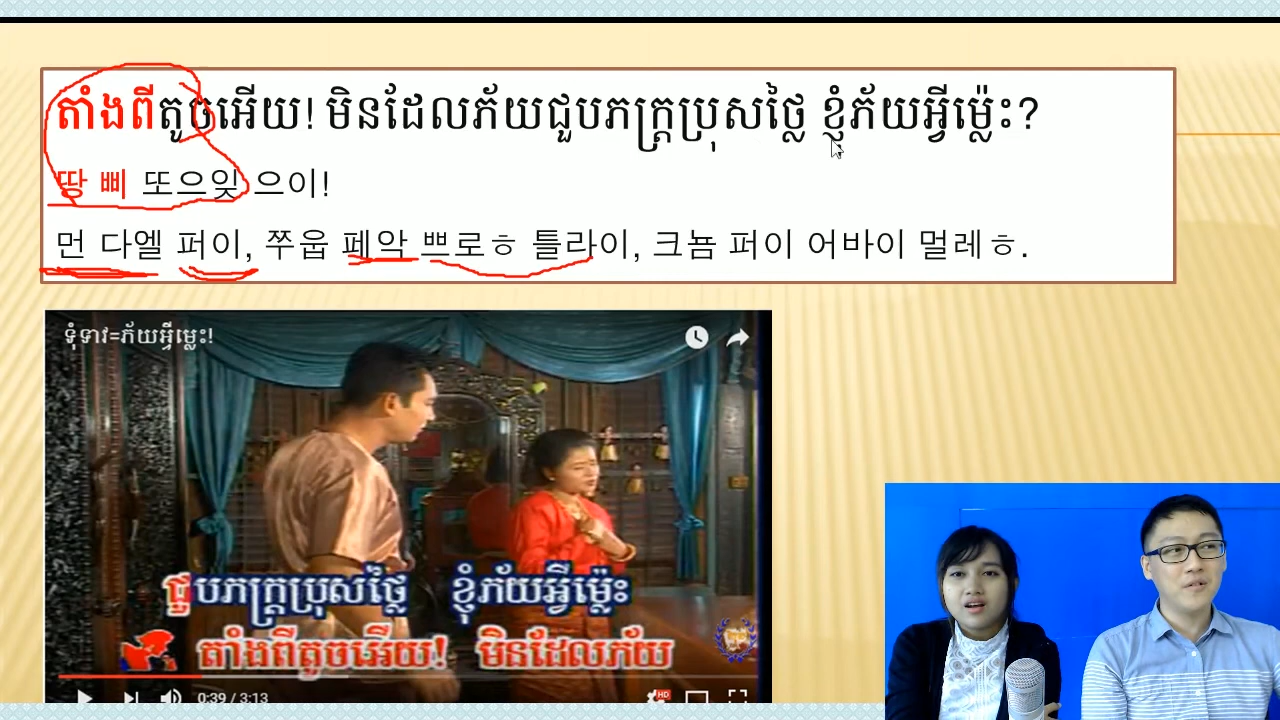 តាំងពីតូចអើយ! មិនដែលភ័យជួបភក្ត្រប្រុសថ្លៃ ខ្ញុំភ័យអ្វីម្ល៉េះ?
땅 삐 또으잊 으이!
먼 다엘 퍼이, 쭈웁 페악 쁘로ㅎ 틀라이, 크뇸 퍼이 어바이 멀레ㅎ.
ទុំទាវ=ភ័យអ្វីម្លេះ!
ជួបភក្ត្រប្រុសថ្លៃ ខ្ញុំភ័យអ្វីម្ល៉េះ
តាំងពីតូចអើយ! មិនដែលភ័យ
0:39 / 3:13
HD